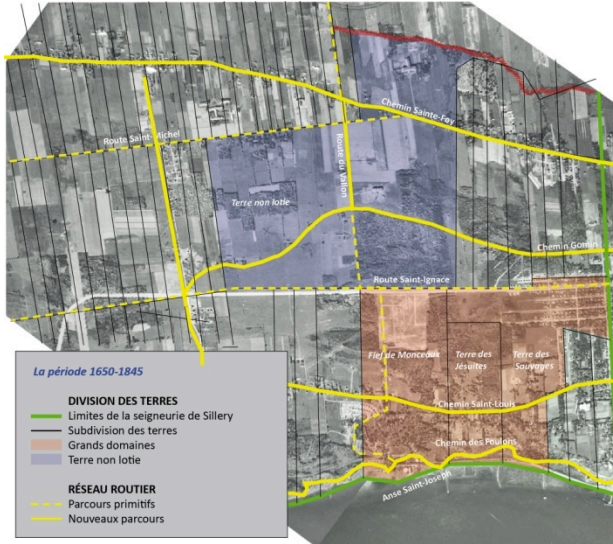 Chemin Sainte-Foy
Route Saint-Michel
Route du Vallon
Terre non lotie
Chemin Gomin
Route Saint-Ignace
Fief de Monceaux
Terre des
Jésuites
Terre des
Sauvages
Chemin Saint-Louis
Chemin des Foulons
Anse Saint-Joseph
La période 1650-1845
DIVISION DES TERRES
Limites de la seigneurie de Sillery
Subdivision des terres
Grands domaines
Terre non lotie
RÉSEAU ROUTIER
Parcours primitifs
Nouveaux parcours